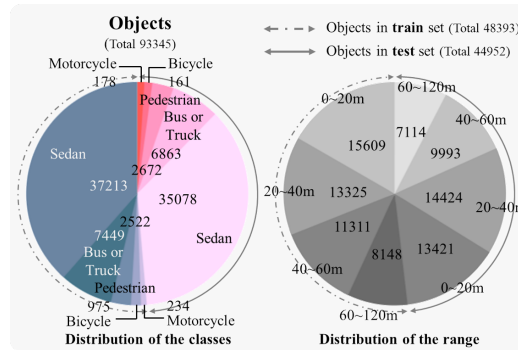 Objects
(Total 93345)
Objects in train set (Total 48393)
Objects in test set (Total 44952)
Motorcycle
Bicycle
178
161
Pedestrian
Bus or
Truck
6863
2672
Sedan
37213
35078
Sedan
2522
7449
Bus or
Truck
Pedestrian
975
234
Bicycle
Motorcycle
Distribution of the classes
0~20m
60~120m
40~60m
15609
7114
9993
20~40m
13325
14424
20~40m
11311
13421
40~60m
8148
0~20m
60~120m
Distribution of the range